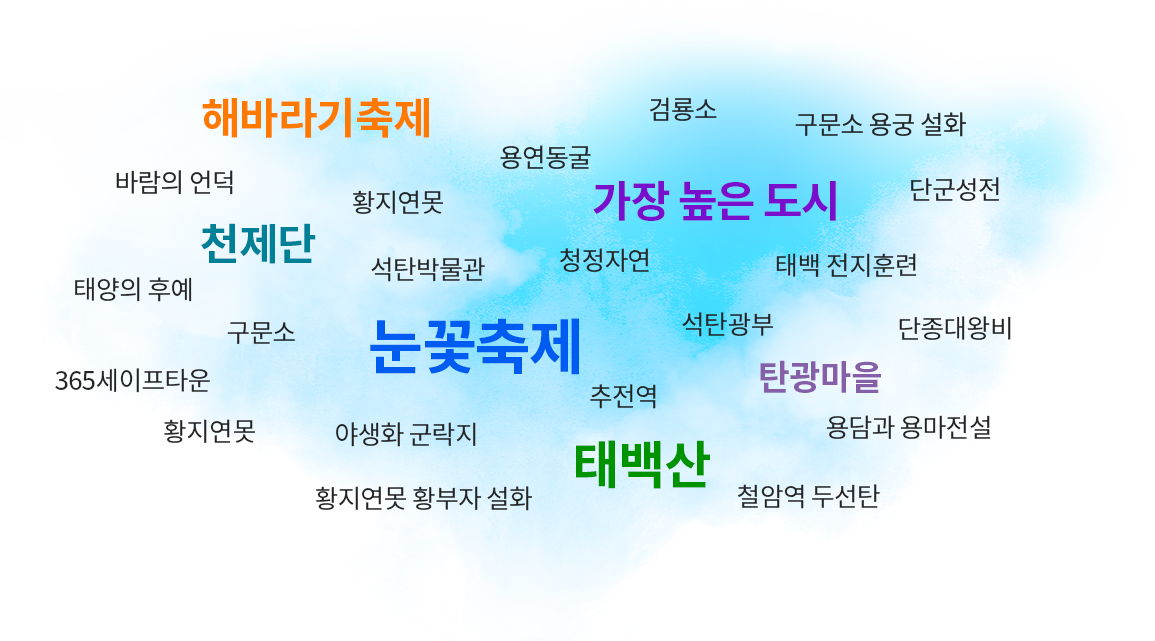 해바라기축제
검룡소
구문소 용궁 설화
용연동굴
바람의 언덕
황지연못
가장 높은 도시
단군성전
천제단
석탄박물관
청정자연
태백 전지훈련
태양의 후예
구문소
눈꽃축제
석탄광부
단종대왕비
365세이프타운
추전역
탄광마을
황지연못
야생화 군락지
용담과 용마전설
태백산
황지연못 황부자 설화
철암역 두선탄